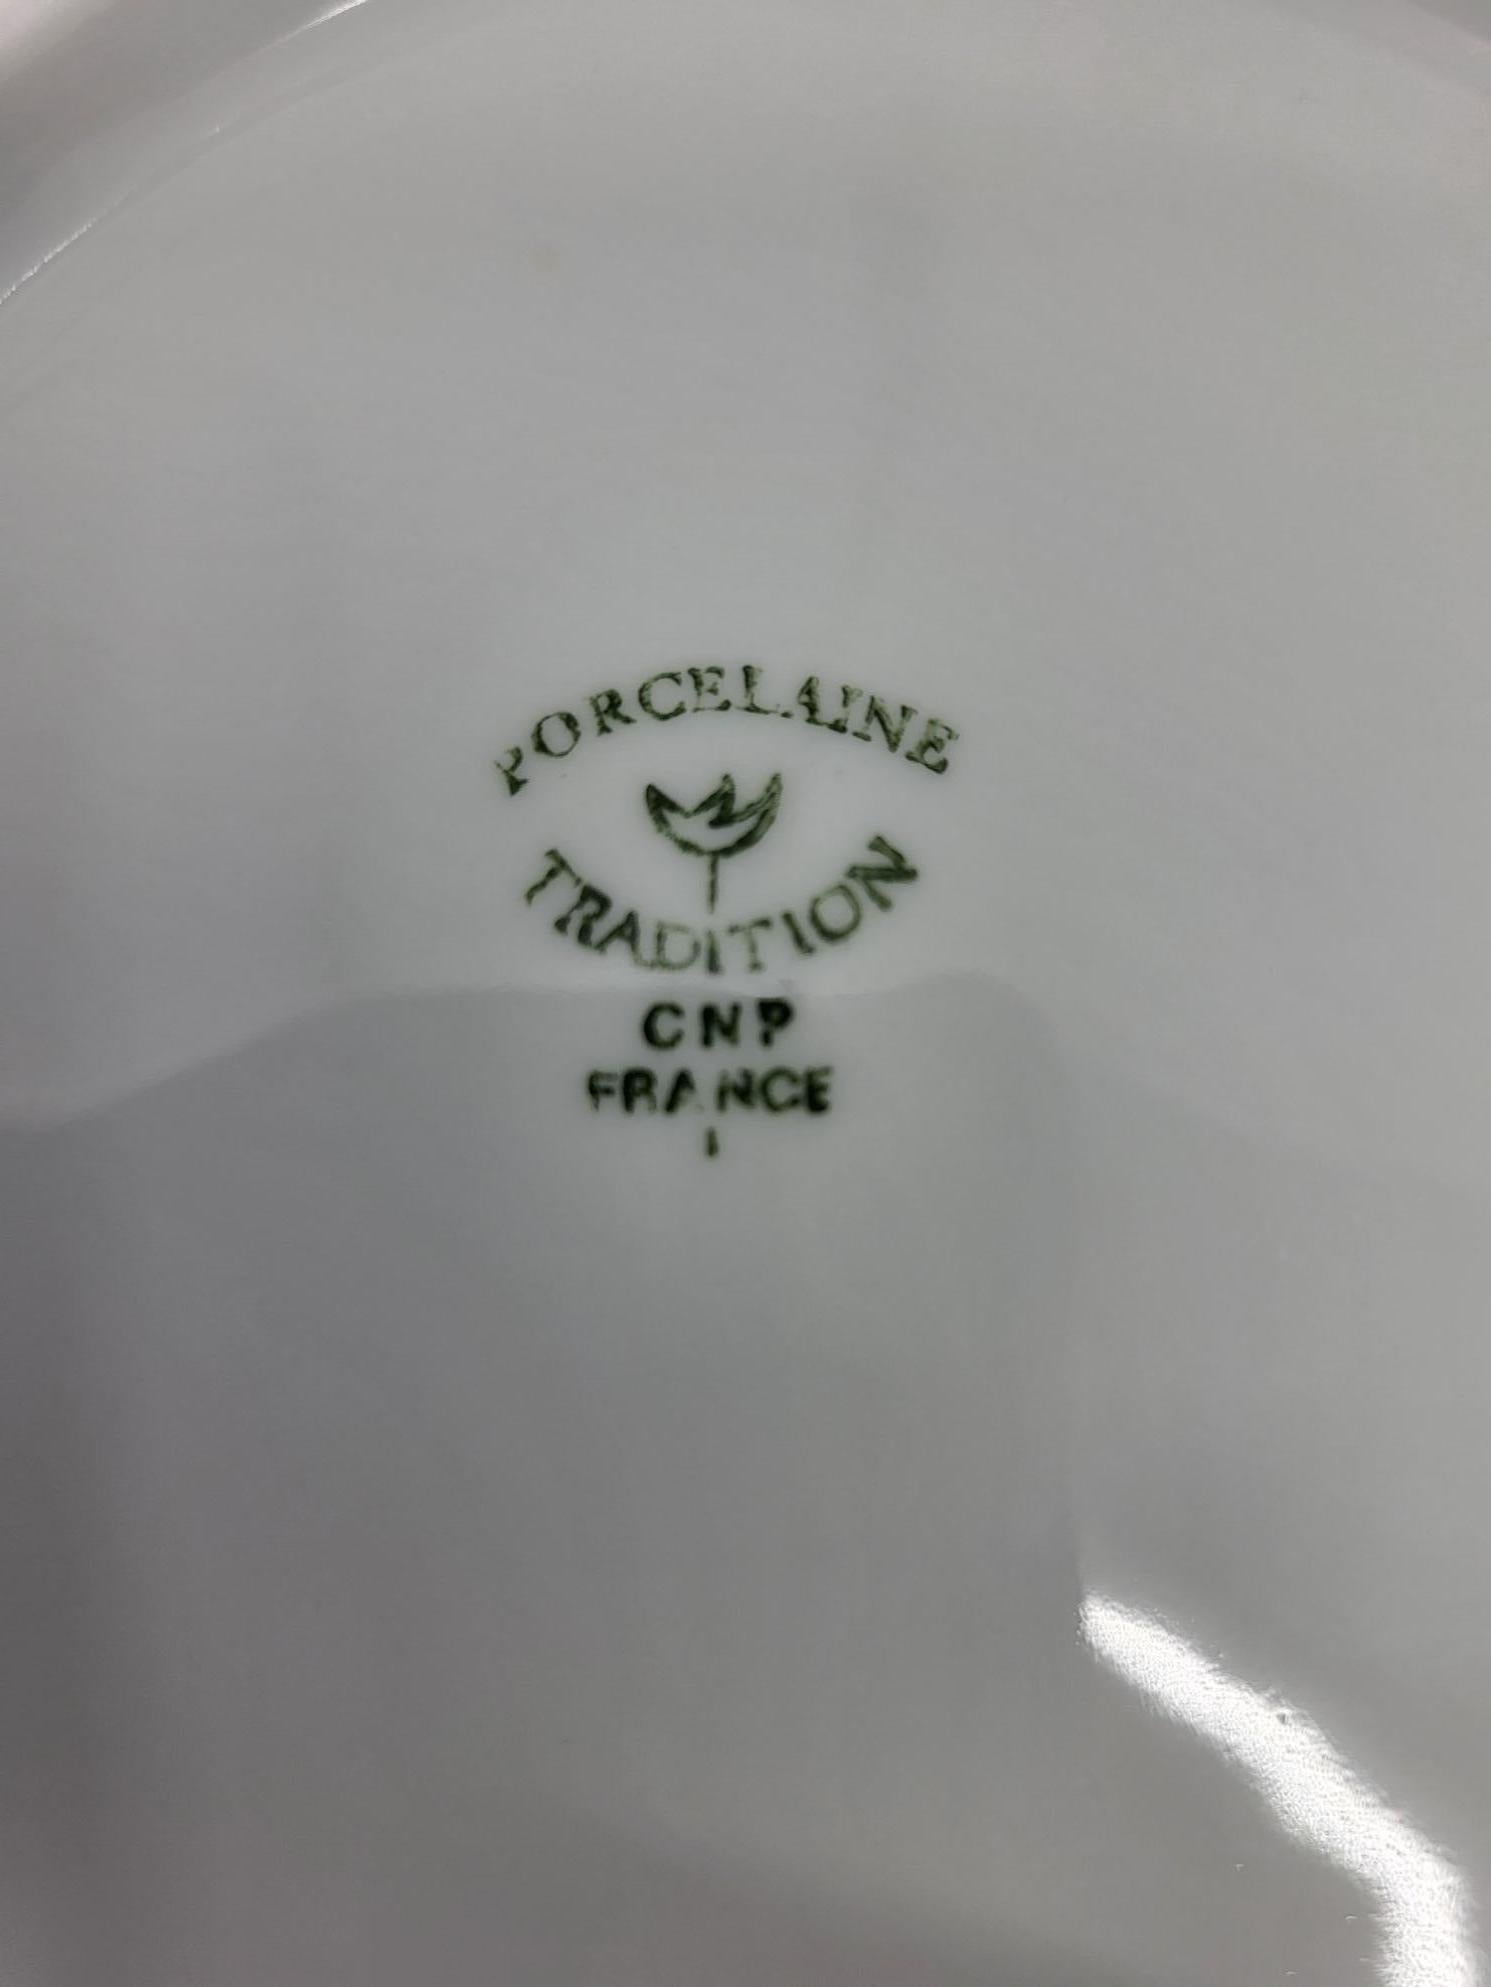 PORCELAINE
TRADITION
CNP
FRANCE
I